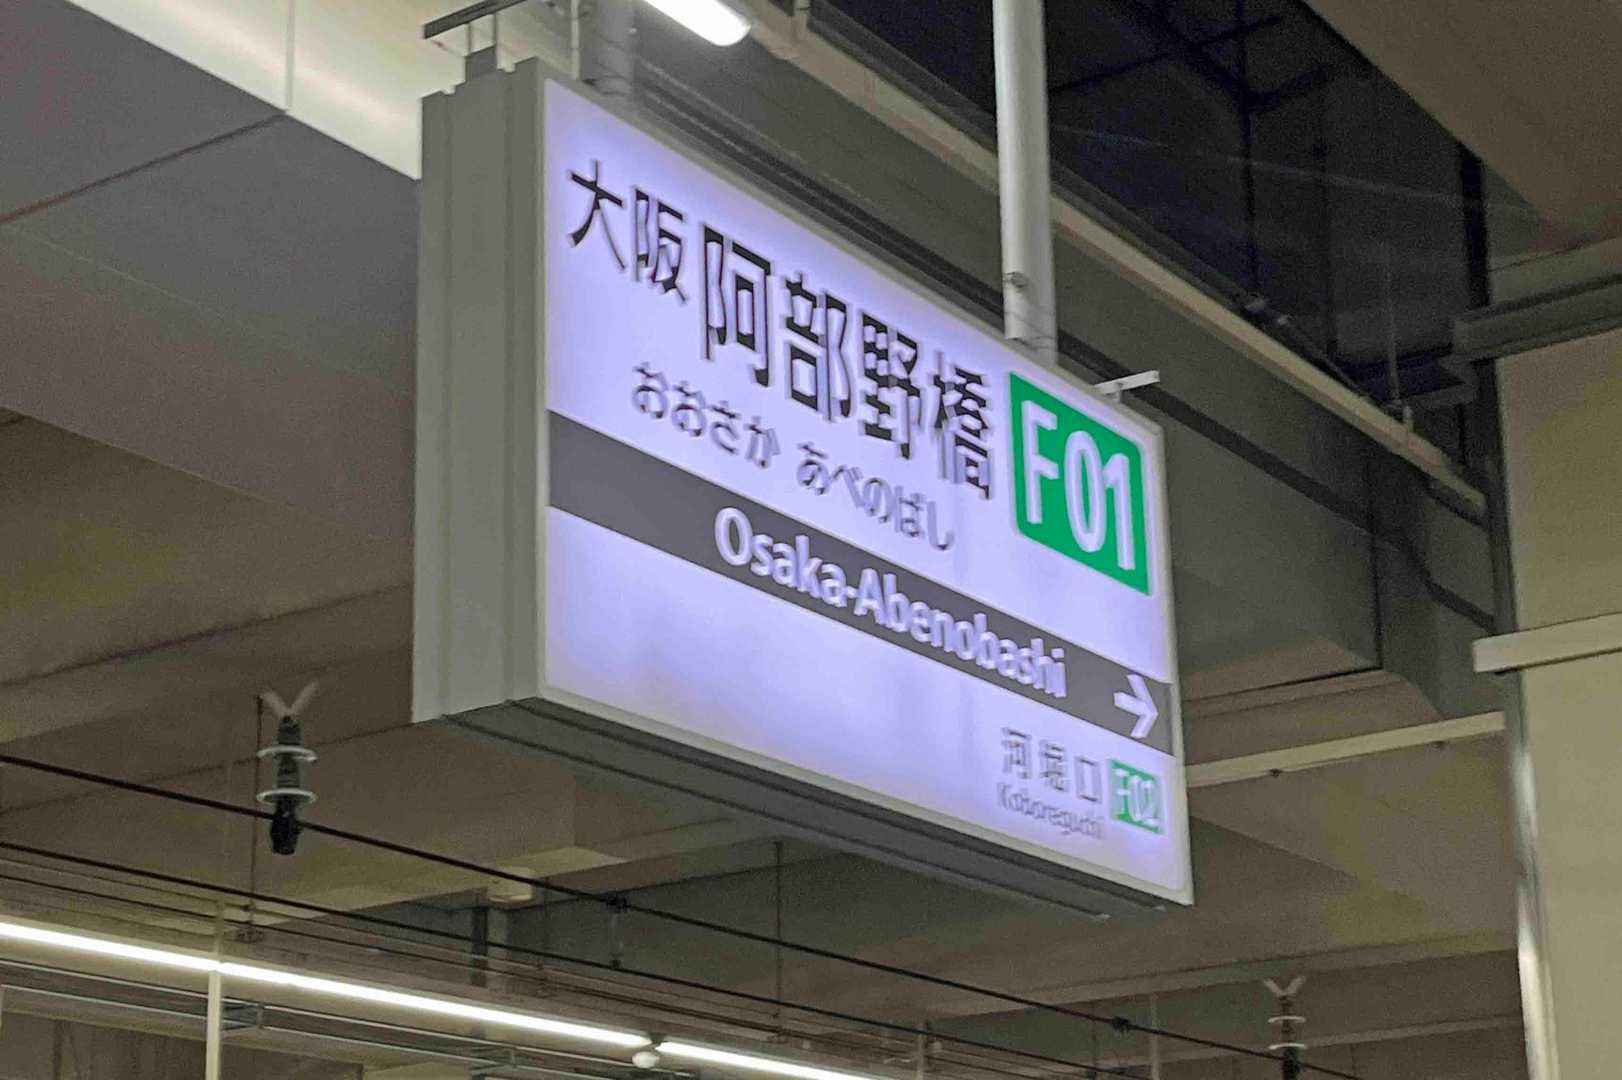 大阪阿部野橋 F01
おおさか あべのばし
Osaka-Abenobashi →
河堀口 F02
Koboreguchi